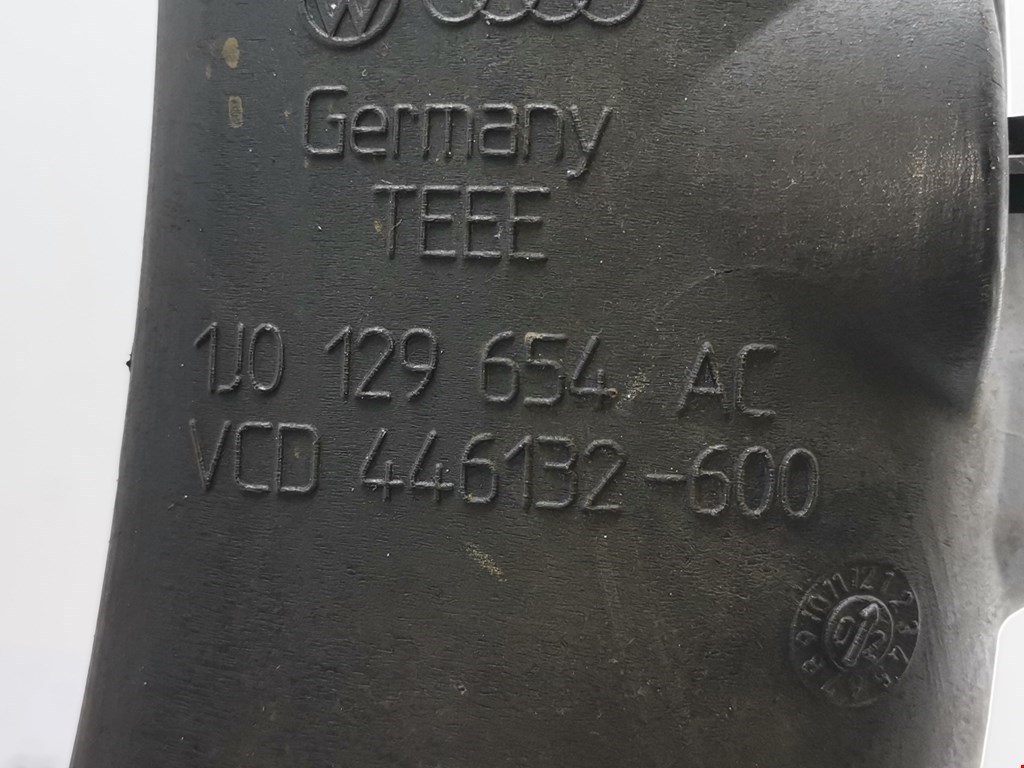 Germany
TEEE
1J0 129 654 AC
VCD 446132-600